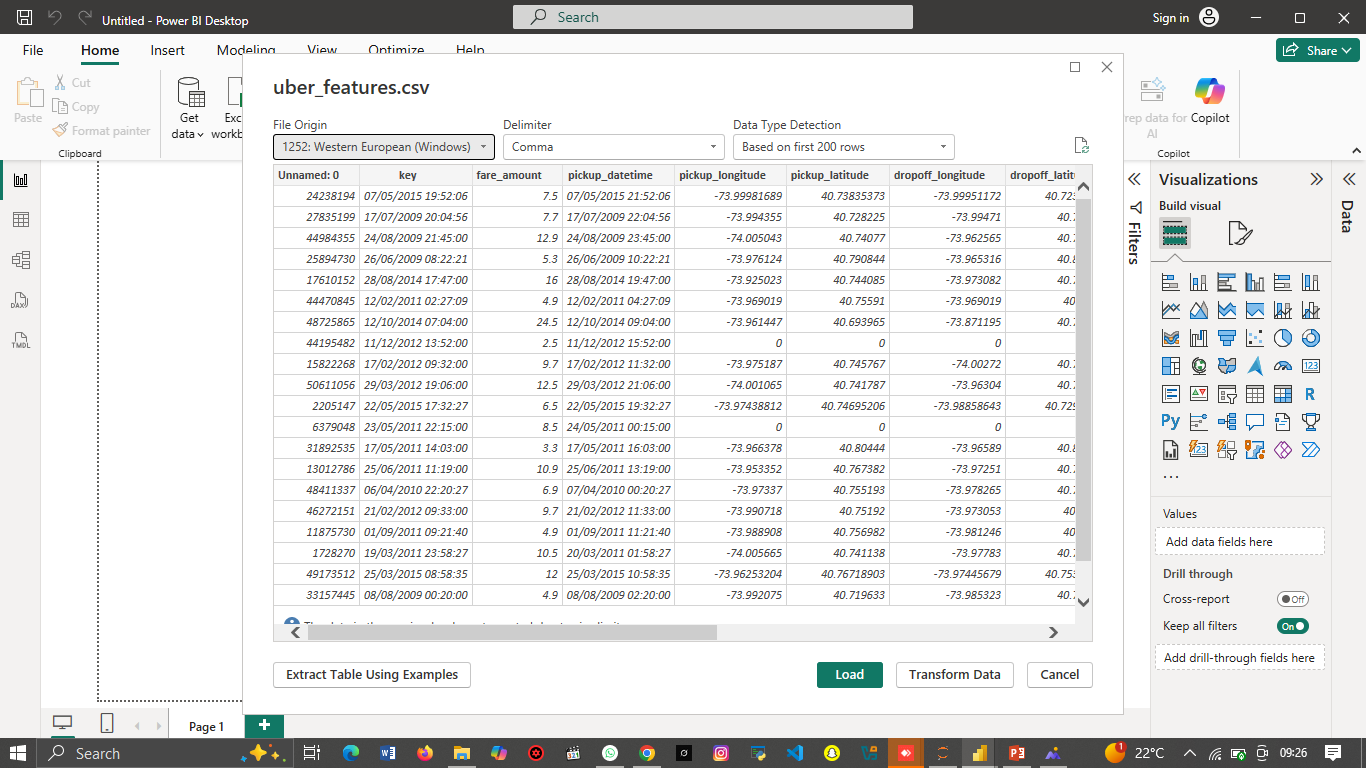 Untitled - Power BI Desktop
Search
Sign in
File Home Insert Modeling View Optimize Help
Share
Paste
Cut
Copy
Format painter
Clipboard
Get data
Exc
workb
prep data for AI
Copilot
Copilot
uber_features.csv
File Origin Delimiter Data Type Detection
1252: Western European (Windows) Comma Based on first 200 rows
Unnamed: 0 key fare_amount pickup_datetime pickup_longitude pickup_latitude dropoff_longitude dropoff_latitu
24238194 07/05/2015 19:52:06 7.5 07/05/2015 21:52:06 -73.99981689 40.73835373 -73.99951172 40.725
27835199 17/07/2009 20:04:56 7.7 17/07/2009 22:04:56 -73.994355 40.728225 -73.99471 40.7
44984355 24/08/2009 21:45:00 12.9 24/08/2009 23:45:00 -74.005043 40.74077 -73.962565 40.7
25894730 26/06/2009 08:22:21 5.3 26/06/2009 10:22:21 -73.976124 40.790844 -73.965316 40.8
17610152 28/08/2014 17:47:00 16 28/08/2014 19:47:00 -73.925023 40.744085 -73.973082 40.7
44470845 12/02/2011 02:27:09 4.9 12/02/2011 04:27:09 -73.969019 40.75591 -73.969019 40
48725865 12/10/2014 07:04:00 24.5 12/10/2014 09:04:00 -73.961447 40.693965 -73.871195 40.7
44195482 11/12/2012 13:52:00 2.5 11/12/2012 15:52:00 0 0 0
15822268 17/02/2012 09:32:00 9.7 17/02/2012 11:32:00 -73.975187 40.745767 -74.00272 40.7
50611056 29/03/2012 19:06:00 12.5 29/03/2012 21:06:00 -74.001065 40.741787 -73.96304 40.7
2205147 22/05/2015 17:32:27 6.5 22/05/2015 19:32:27 -73.97438812 40.74695206 -73.98858643 40.729
6379048 23/05/2011 22:15:00 8.5 24/05/2011 00:15:00 0 0 0
31892535 17/05/2011 14:03:00 3.3 17/05/2011 16:03:00 -73.966378 40.80444 -73.96589 40.8
13012786 25/06/2011 11:19:00 10.9 25/06/2011 13:19:00 -73.953352 40.767382 -73.97251 40.7
48411337 06/04/2010 22:20:27 6.9 07/04/2010 00:20:27 -73.97337 40.755193 -73.978265 40.7
46272151 21/02/2012 09:33:00 9.7 21/02/2012 11:33:00 -73.990718 40.75192 -73.973053 40
11875730 01/09/2011 09:21:40 4.9 01/09/2011 11:21:40 -73.988908 40.756982 -73.981246 40
1728270 19/03/2011 23:58:27 10.5 20/03/2011 01:58:27 -74.005665 40.741138 -73.97783 40.7
49173512 25/03/2015 08:58:35 12 25/03/2015 10:58:35 -73.96253204 40.76718903 -73.97445679 40.753
33157445 08/08/2009 00:20:00 4.9 08/08/2009 02:20:00 -73.992075 40.719633 -73.985323 40.7
Extract Table Using Examples Load Transform Data Cancel
Filters
Visualizations
Build visual
123
R
Py
Values
Add data fields here
Drill through
Cross-report Off
Keep all filters On
Add drill-through fields here
Data
DAX
TMDL
Page 1
Search
1
22°C
09:26